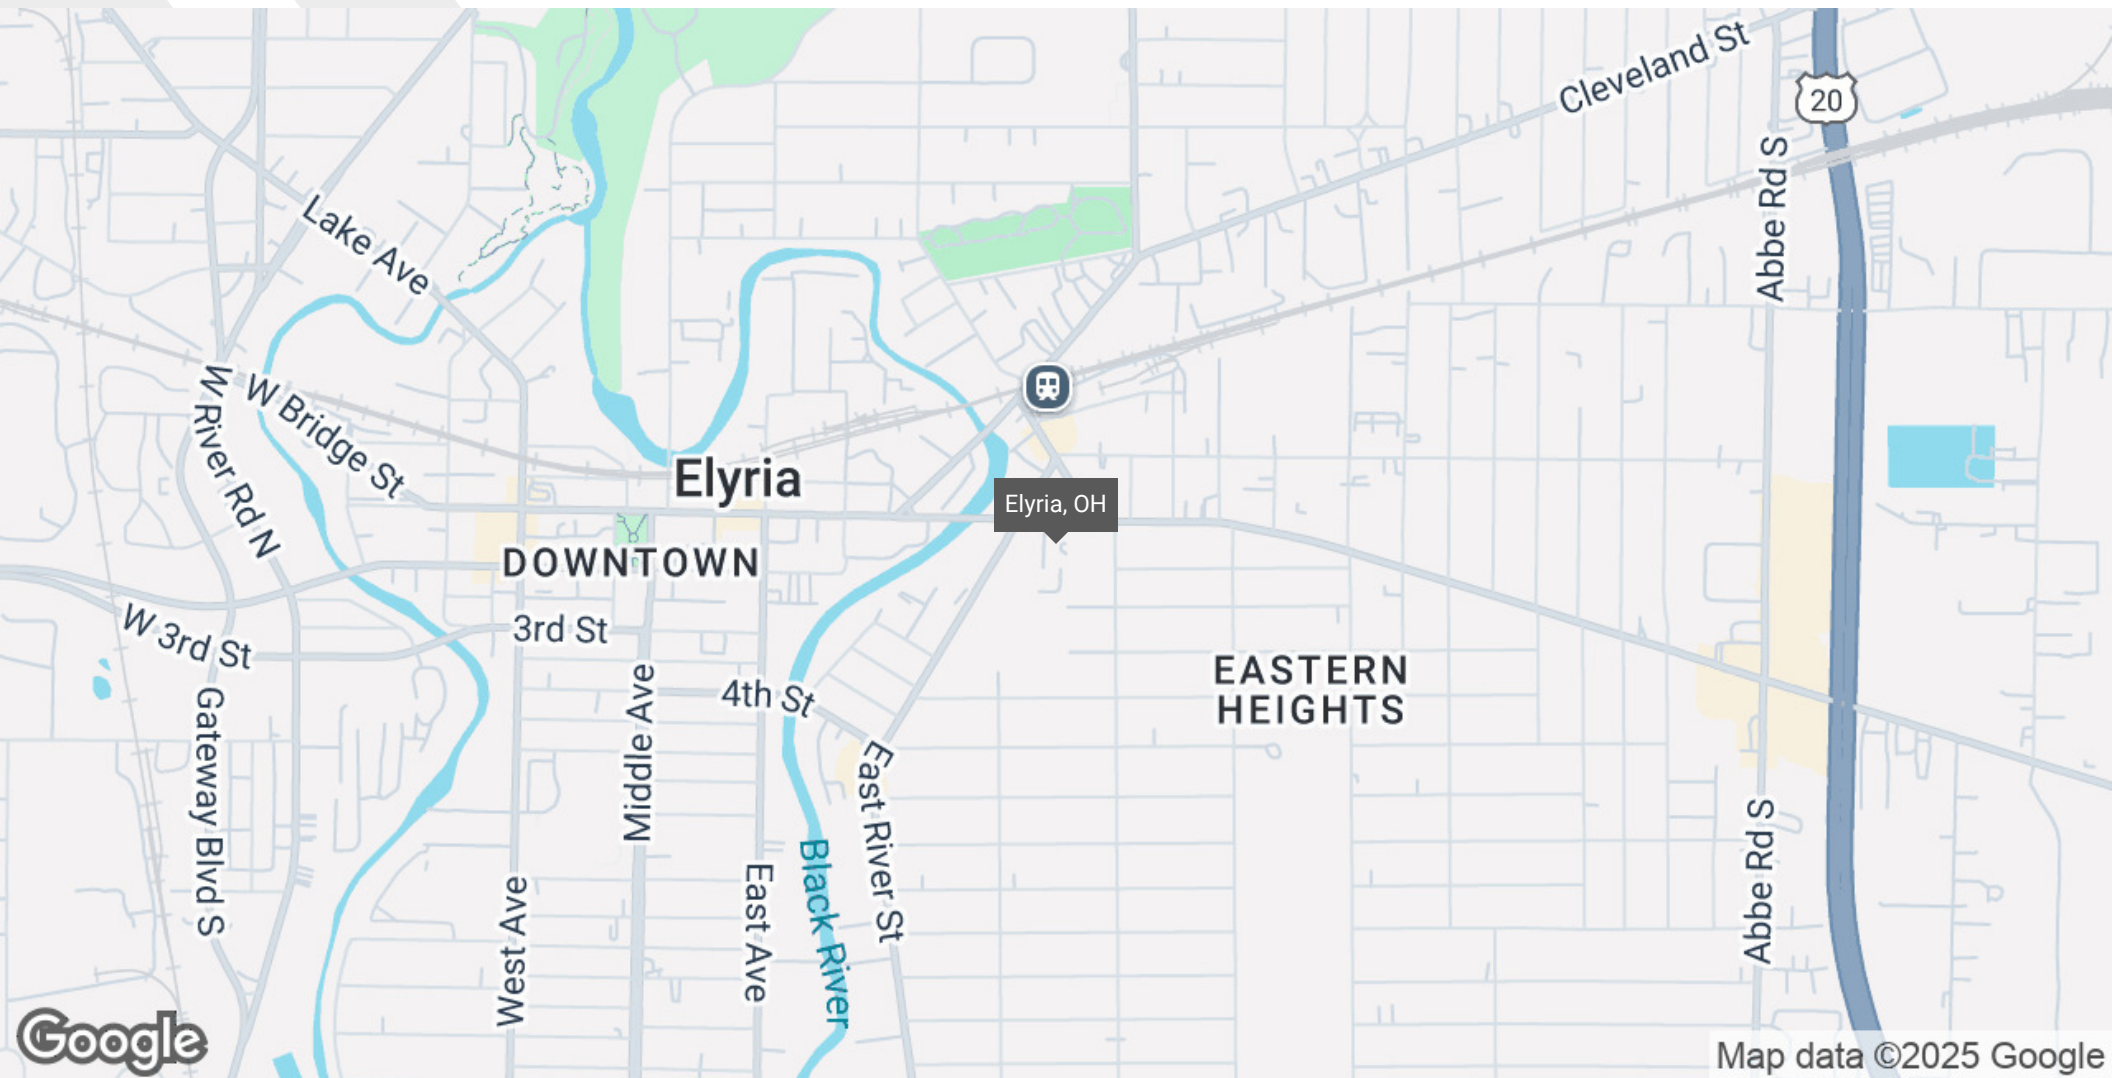 Cleveland St
20
Abbe Rd S
Lake Ave
W River Rd N
W Bridge St
Elyria
Elyria, OH
DOWNTOWN
W 3rd St
3rd St
4th St
EASTERN
HEIGHTS
Gateway Blvd S
Middle Ave
East River St
Abbe Rd S
West Ave
East Ave
Black River
Google
Map data ©2025 Google